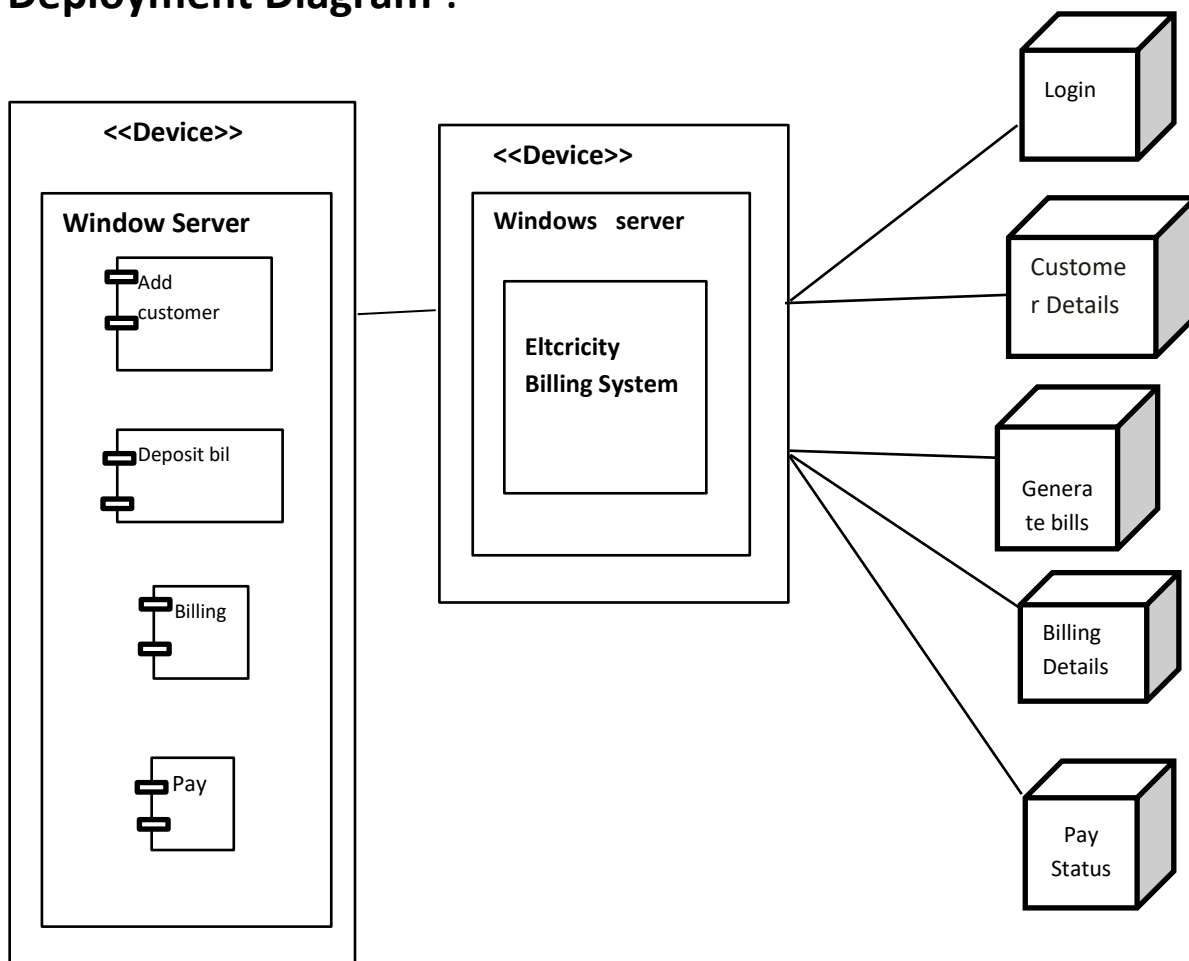 Deployment Diagram :
<<Device>>
Window Server
Add
customer
Deposit bil
Billing
Pay
<<Device>>
Windows server
Eltcricity
Billing System
Login
Custome
r Details
Genera
te bills
Billing
Details
Pay
Status